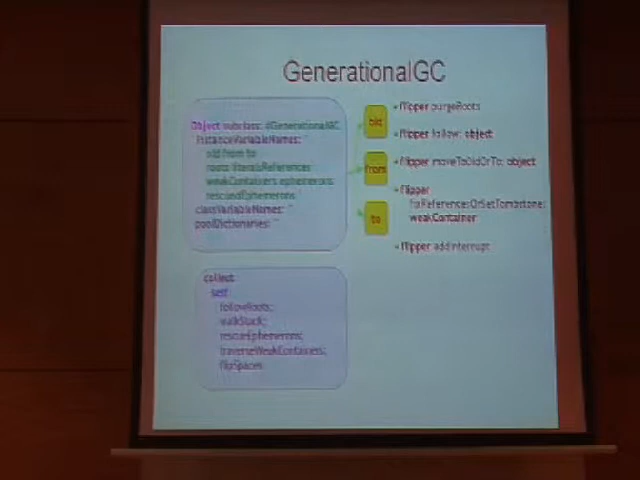 GenerationalGC
Object subclass: #GenerationalGC
instanceVariableNames: '
old from to
roots literalsReferences
weakContainers ephemerons
rescuedEphemerons '
classVariableNames: ''
poolDictionaries: ''
old
from
to
• flipper purgeRoots
• flipper follow: object
• flipper moveToOldOrTo: object
• flipper
fixReferencesOrSetTombstone:
weakContainer
• flipper addInterrupt
collect
self
followRoots;
walkStack;
rescueEphemerons;
traverseWeakContainers;
flipSpaces